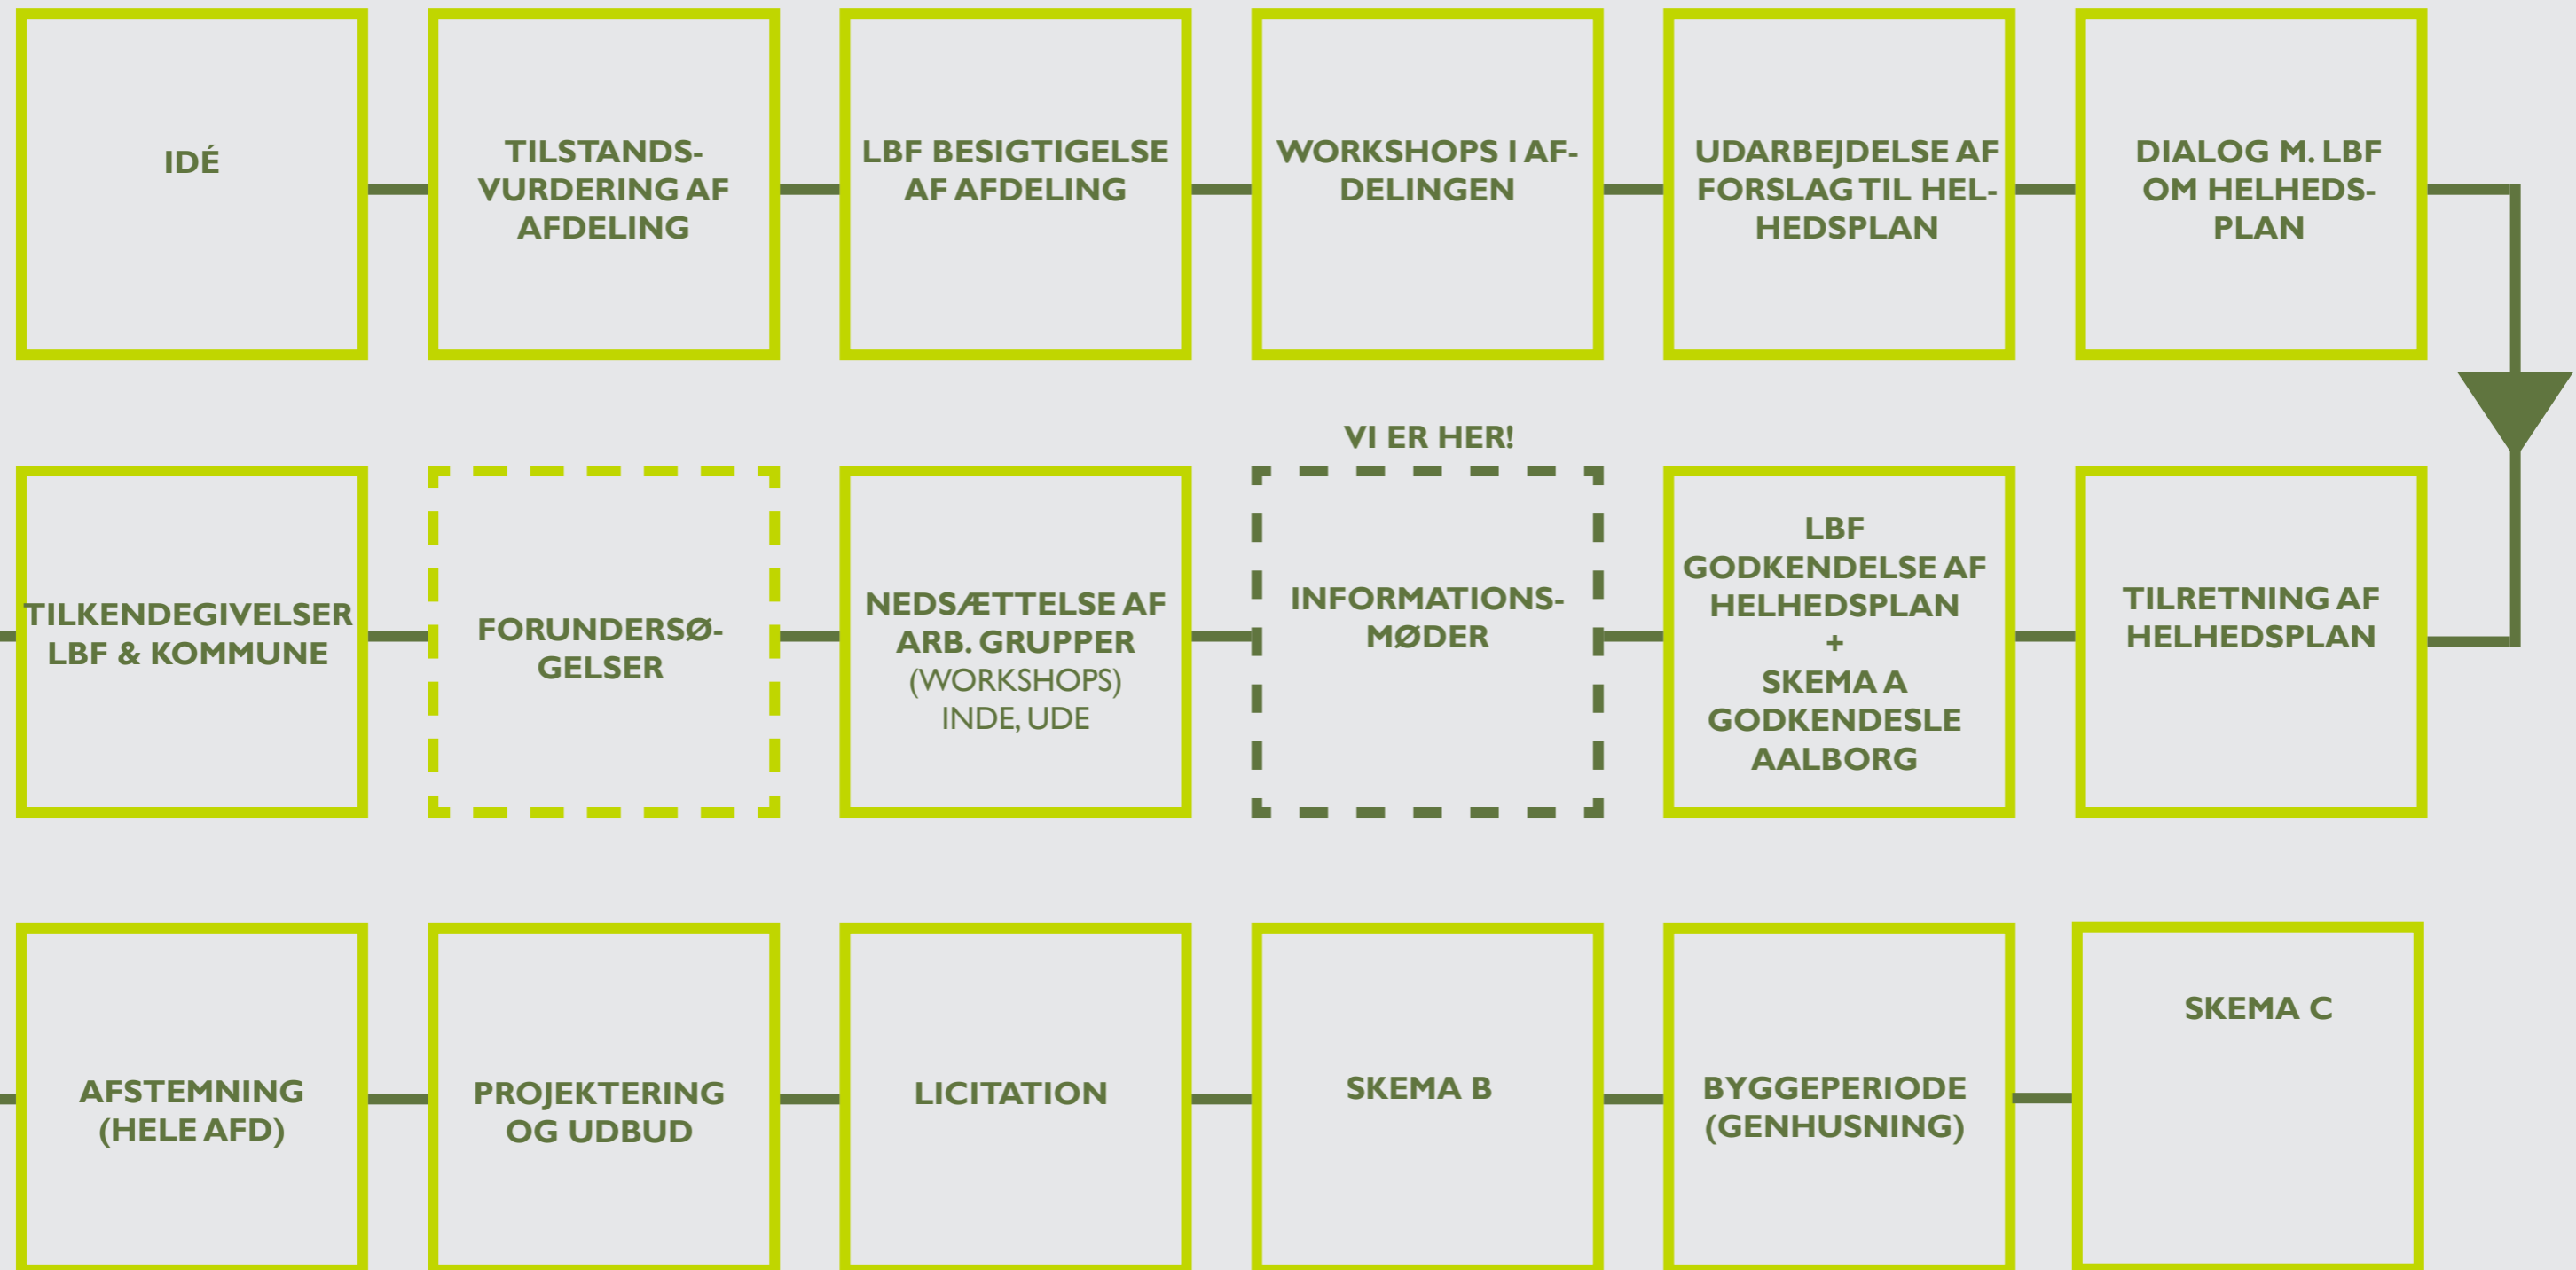 IDÉ
TILSTANDS-
VURDERING AF
AFDELING
LBF BESIGTIGELSE
AF AFDELING
WORKSHOPS I AF-
DELINGEN
UDARBEJDELSE AF
FORSLAG TIL HEL-
HEDSPLAN
DIALOG M. LBF
OM HELHEDS-
PLAN
TILRETNING AF
HELHEDSPLAN
LBF
GODKENDELSE AF
HELHEDSPLAN
+
SKEMA A
GODKENDESLE
AALBORG
VI ER HER!
INFORMATIONS-
MØDER
NEDSÆTTELSE AF
ARB. GRUPPER
(WORKSHOPS)
INDE, UDE
FORUNDERSØ-
GELSER
TILKENDEGIVELSER
LBF & KOMMUNE
AFSTEMNING
(HELE AFD)
PROJEKTERING
OG UDBUD
LICITATION
SKEMA B
BYGGEPERIODE
(GENHUSNING)
SKEMA C